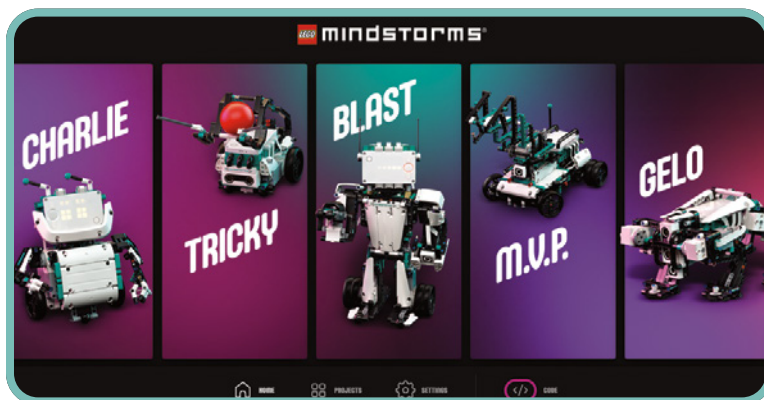 LEGO mindstorms®
CHARLIE
TRICKY
BLAST
M.V.P.
GELO
HOME
PROJECTS
SETTINGS
</> CODE